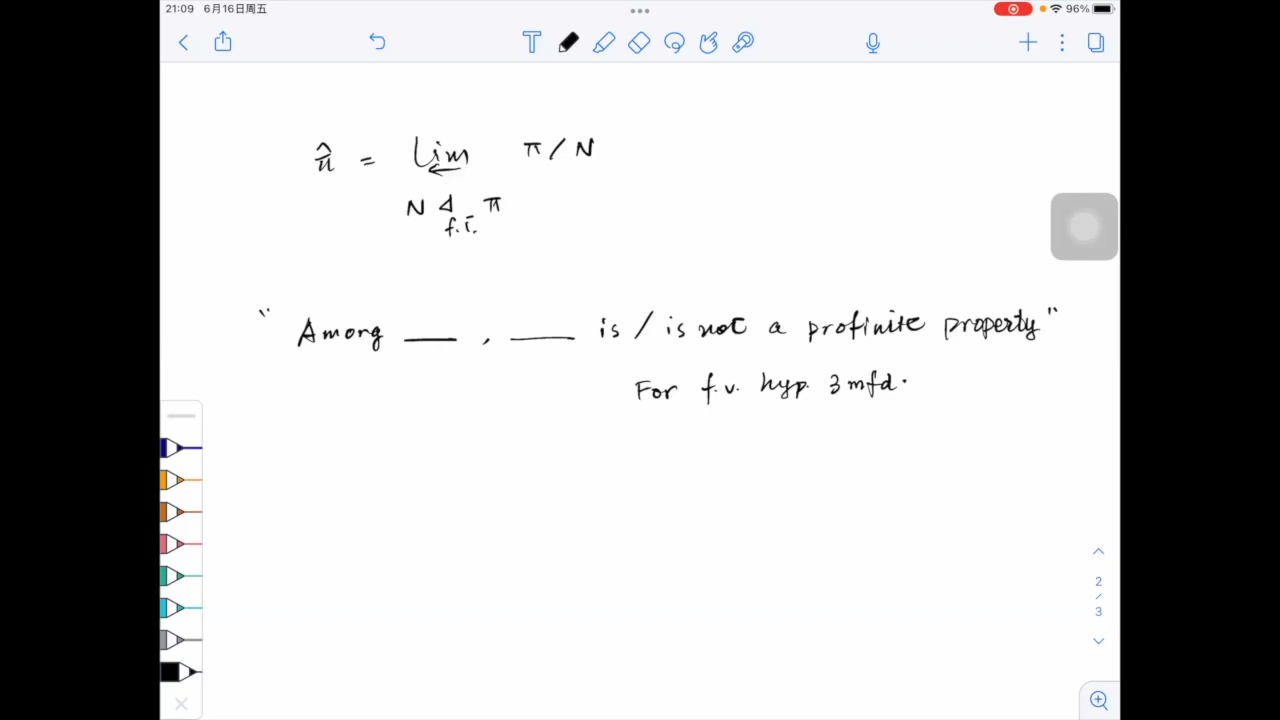 21:09 6月16日周五
96%
π̂ = lim π / N
N ◁ π
f.i.
“ Among ___ , ___ is / is not a profinite property ”
For f.v. hyp. 3 mfd.
2
/
3